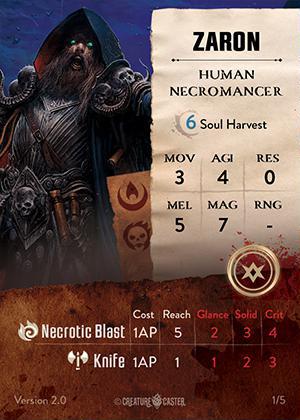 ZARON
HUMAN
NECROMANCER
6 Soul Harvest
MOV AGI RES
3 4 0
MEL MAG RNG
5 7 -
Cost Reach Glance Solid Crit
Necrotic Blast 1AP 5 2 3 4
Knife 1AP 1 1 2 3
Version 2.0 © CREATURE CASTER. 1/5